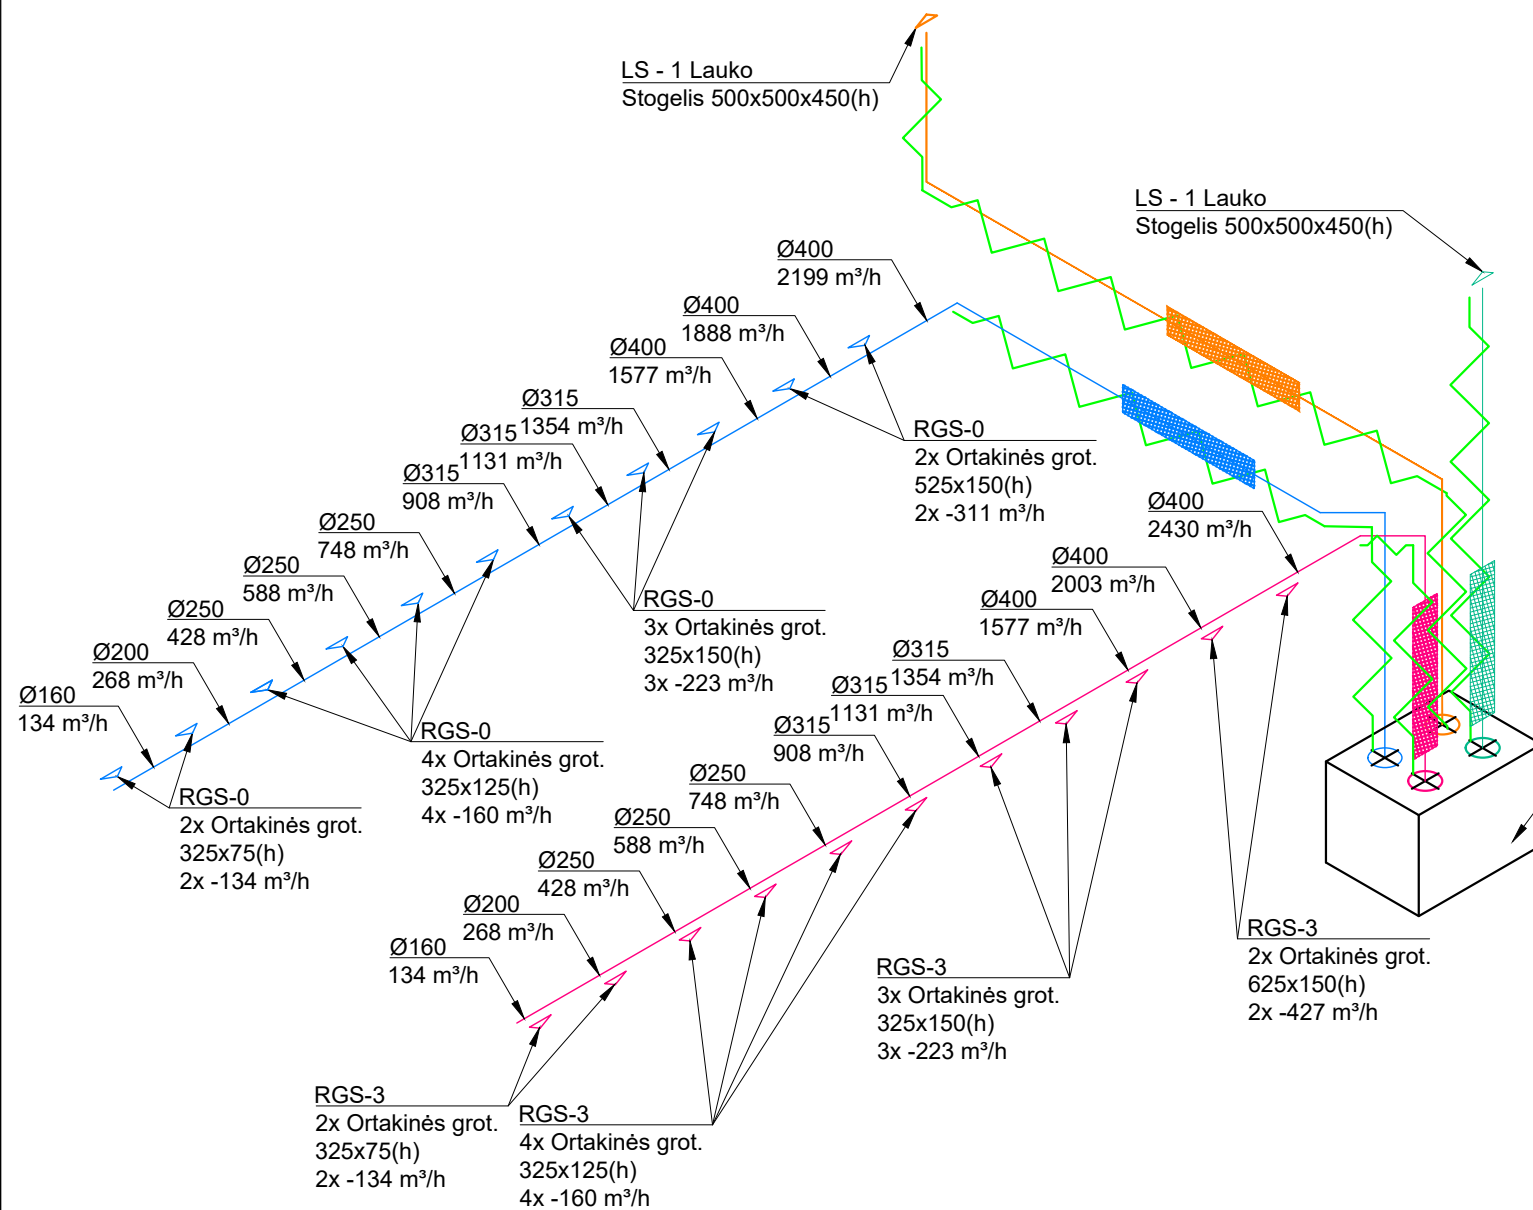 LS - 1 Lauko
Stogelis 500x500x450(h)
LS - 1 Lauko
Stogelis 500x500x450(h)
Ø400
2199 m³/h
Ø400
1888 m³/h
Ø400
1577 m³/h
Ø315
1354 m³/h
Ø315
1131 m³/h
Ø315
908 m³/h
Ø250
748 m³/h
Ø250
588 m³/h
Ø250
428 m³/h
Ø200
268 m³/h
Ø160
134 m³/h
RGS-0
2x Ortakinės grot.
525x150(h)
2x -311 m³/h
RGS-0
3x Ortakinės grot.
325x150(h)
3x -223 m³/h
RGS-0
4x Ortakinės grot.
325x125(h)
4x -160 m³/h
RGS-0
2x Ortakinės grot.
325x75(h)
2x -134 m³/h
Ø400
2430 m³/h
Ø400
2003 m³/h
Ø400
1577 m³/h
Ø315
1354 m³/h
Ø315
1131 m³/h
Ø315
908 m³/h
Ø250
748 m³/h
Ø250
588 m³/h
Ø250
428 m³/h
Ø200
268 m³/h
Ø160
134 m³/h
RGS-3
2x Ortakinės grot.
625x150(h)
2x -427 m³/h
RGS-3
3x Ortakinės grot.
325x150(h)
3x -223 m³/h
RGS-3
2x Ortakinės grot.
325x75(h)
2x -134 m³/h
RGS-3
4x Ortakinės grot.
325x125(h)
4x -160 m³/h